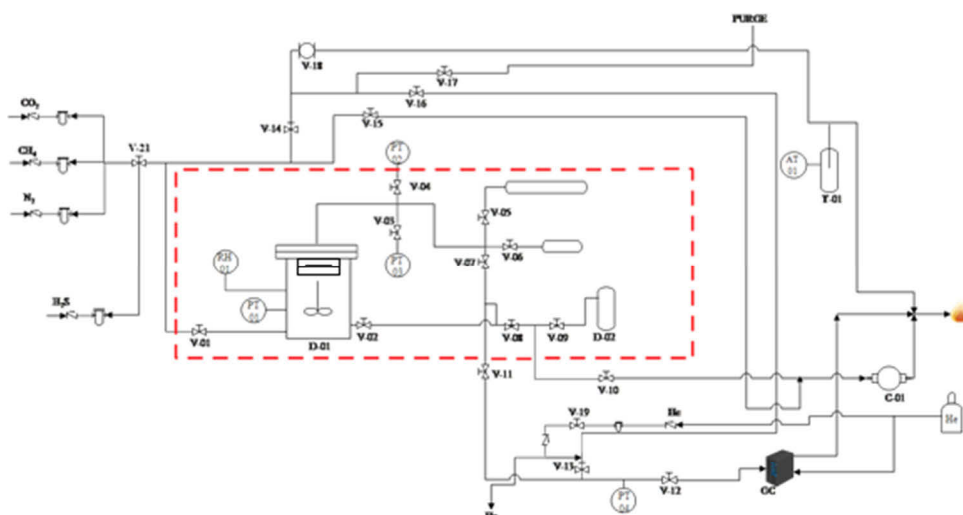 PURGE
V-18
V-17
V-16
CO₂
V-15
V-14
V-21
CH₄
PT
02
AT
01
V-04
T-01
N₂
V-05
V-03
RH
01
PT
03
V-07
V-06
PT
01
H₂S
V-01
D-01
V-02
V-08
V-09
D-02
V-11
V-10
C-01
V-19
He
He
V-13
V-12
GC
PT
04